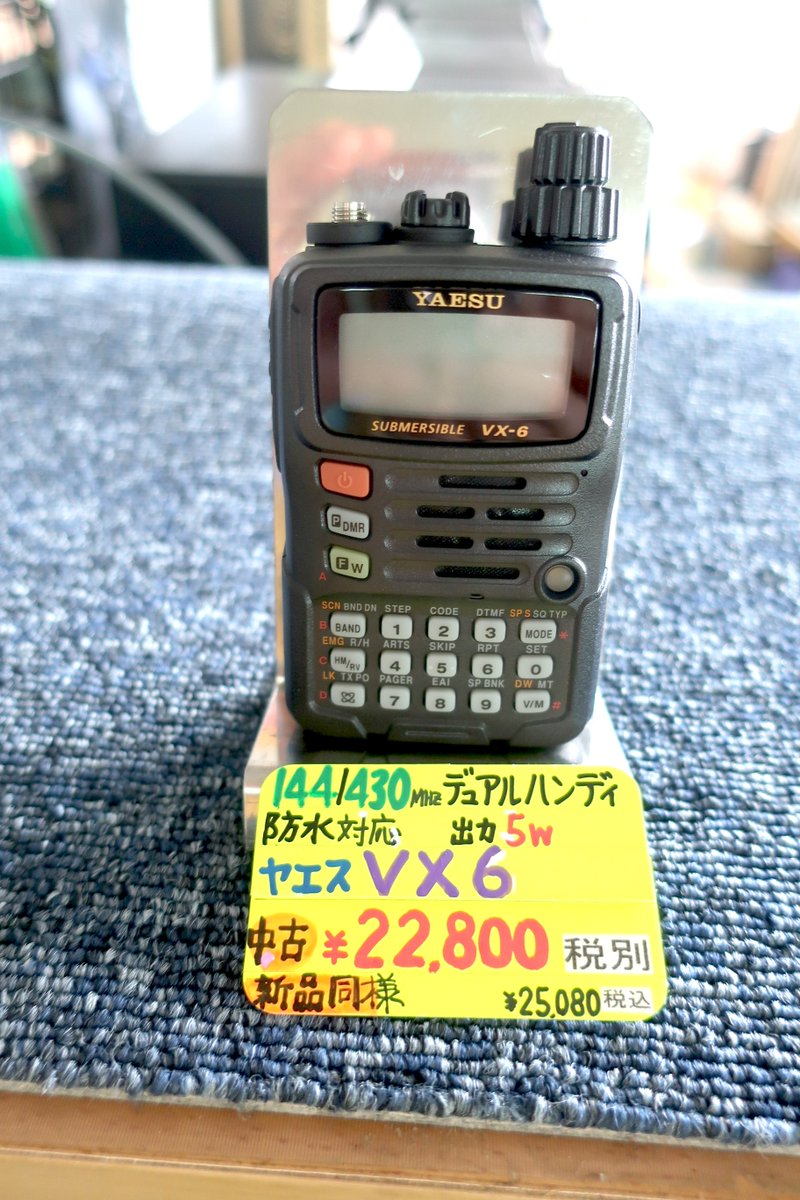 YAESU
SUBMERSIBLE VX-6
P DMR
F W
A
SCN BND DN STEP CODE DTMF SP S SQ TYP
B BAND 1 2 3 MODE *
EMG R/H ARTS SKIP RPT SET
C HM/RV 4 5 6 0
LK TX PO PAGER EAI SP BNK DW MT
D 7 8 9 V/M #
144/430MHz デュアルハンディ
防水対応 出力 5W
ヤエス VX6
中古 ¥22,800 税別
新品同様 ¥25,080 税込